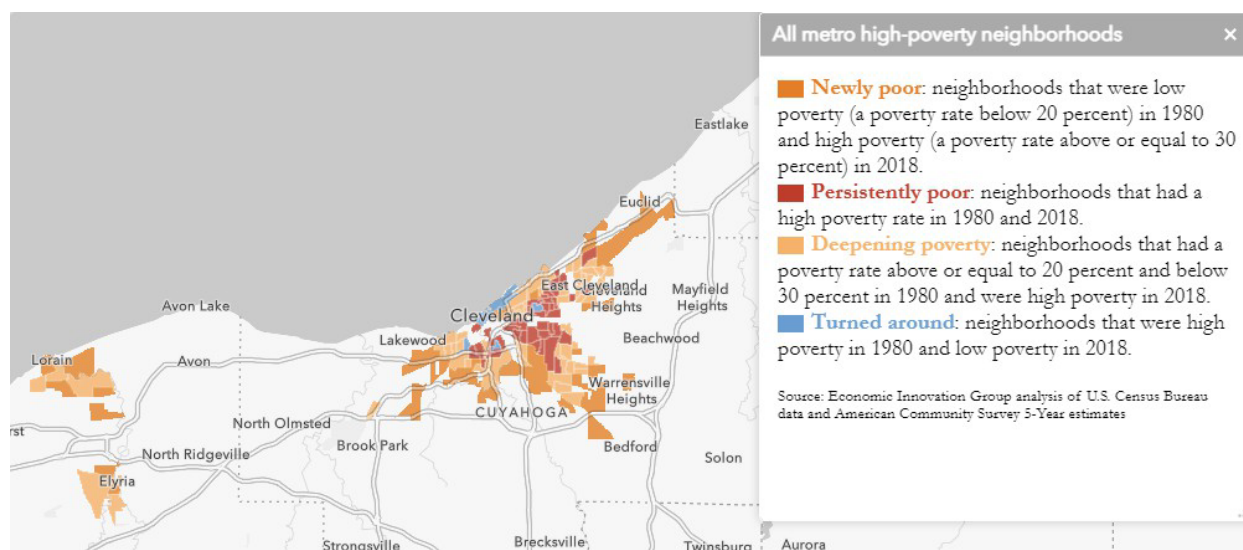 All metro high-poverty neighborhoods ×
Newly poor: neighborhoods that were low
poverty (a poverty rate below 20 percent) in 1980
and high poverty (a poverty rate above or equal to 30
percent) in 2018.
Persistently poor: neighborhoods that had a
high poverty rate in 1980 and 2018.
Deepening poverty: neighborhoods that had a
poverty rate above or equal to 20 percent and below
30 percent in 1980 and were high poverty in 2018.
Turned around: neighborhoods that were high
poverty in 1980 and low poverty in 2018.
Source: Economic Innovation Group analysis of U.S. Census Bureau
data and American Community Survey 5-Year estimates
Eastlake
Euclid
East Cleveland
Cleveland
Heights
Mayfield
Heights
Avon Lake
Cleveland
Lakewood
Beachwood
Lorain
Avon
Warrensville
Heights
CUYAHOGA
North Olmsted
rst
Brook Park
Bedford
North Ridgeville
Solon
Elyria
Strongsville
Brecksville
Twinsburg
Aurora